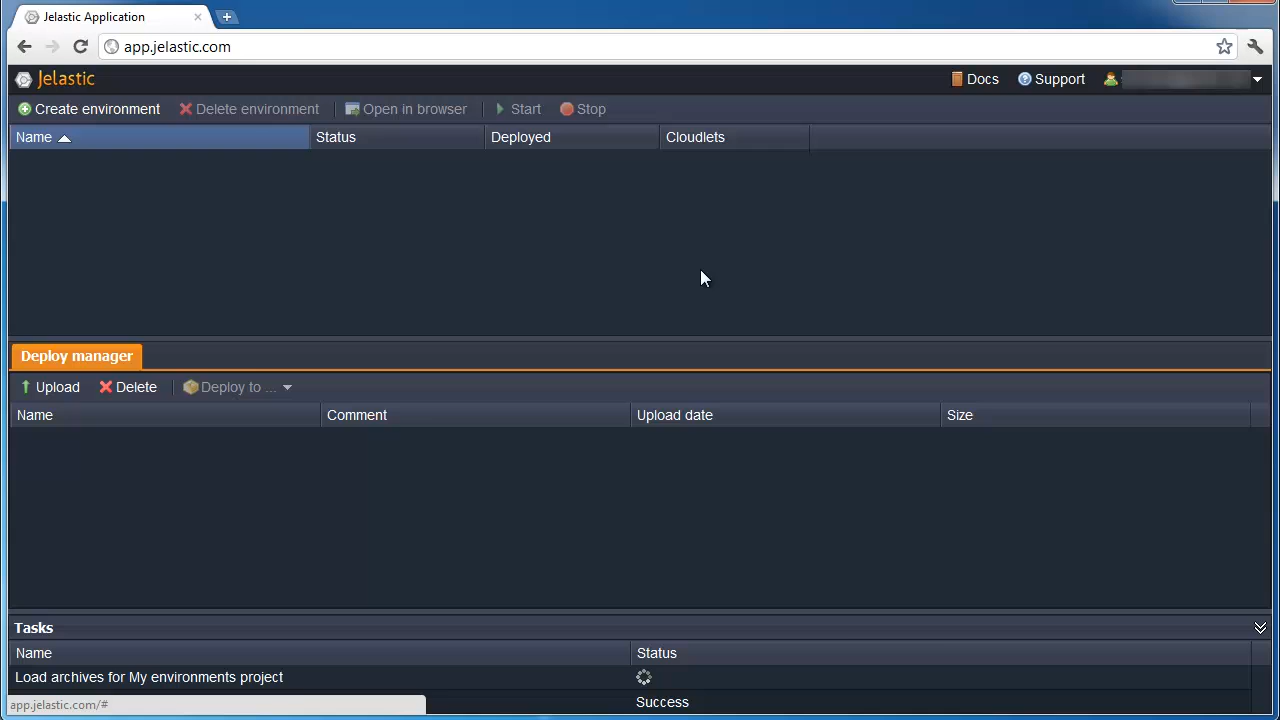 Jelastic Application
app.jelastic.com
Jelastic Docs Support
Create environment Delete environment Open in browser Start Stop
Name Status Deployed Cloudlets
Deploy manager
Upload Delete Deploy to ...
Name Comment Upload date Size
Tasks
Name Status
Load archives for My environments project
app.jelastic.com/# Success